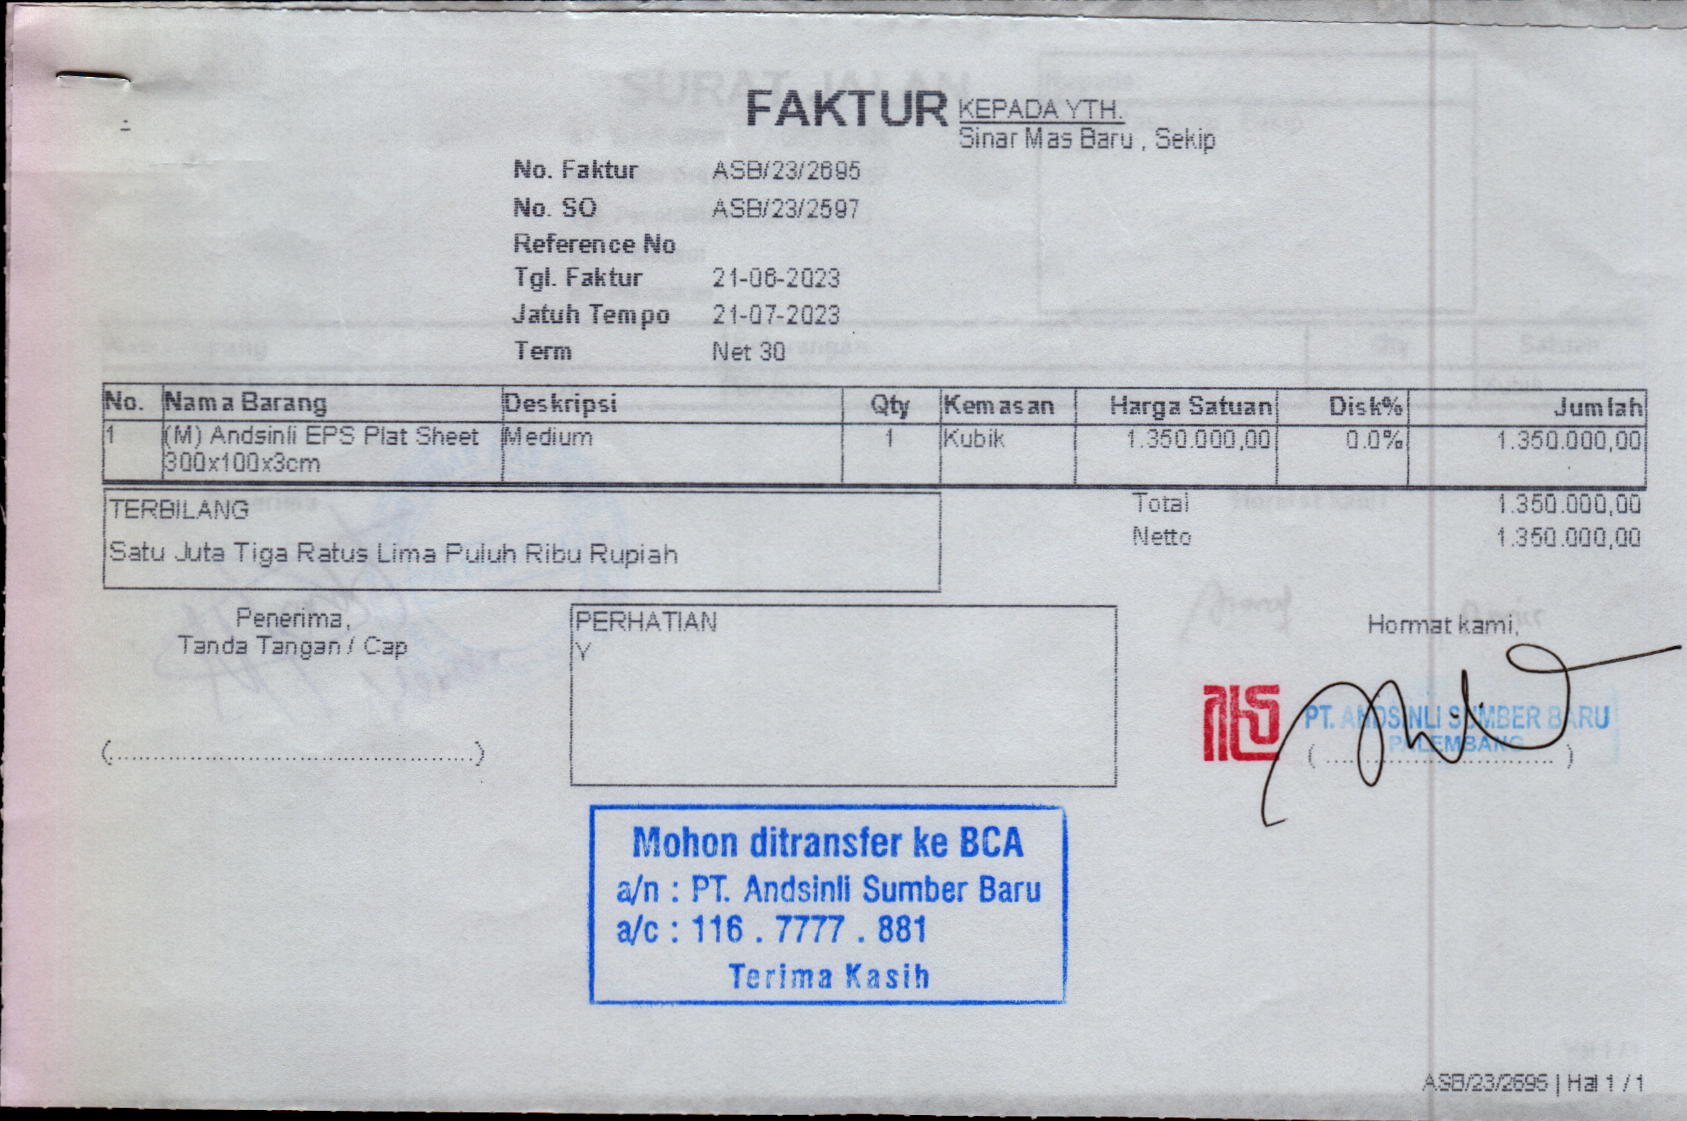 FAKTUR
KEPADA YTH.
Sinar Mas Baru , Sekip
No. Faktur ASB/23/2695
No. SO ASB/23/2597
Reference No
Tgl. Faktur 21-06-2023
Jatuh Tempo 21-07-2023
Term Net 30
No. Nama Barang Deskripsi Qty Kemasan Harga Satuan Disk% Jumlah
1 (M) Andsinli EPS Plat Sheet Medium 1 Kubik 1.350.000,00 0.0% 1.350.000,00
300x100x3cm
TERBILANG
Satu Juta Tiga Ratus Lima Puluh Ribu Rupiah
Total 1.350.000,00
Netto 1.350.000,00
Penerima,
Tanda Tangan / Cap
(................................................)
PERHATIAN
Y
Hormat kami,
PT. ANDSINLI SUMBER BARU
PALEMBANG
( .............................. )
Mohon ditransfer ke BCA
a/n : PT. Andsinli Sumber Baru
a/c : 116 . 7777 . 881
Terima Kasih
ASB/23/2695 | Hal 1 / 1